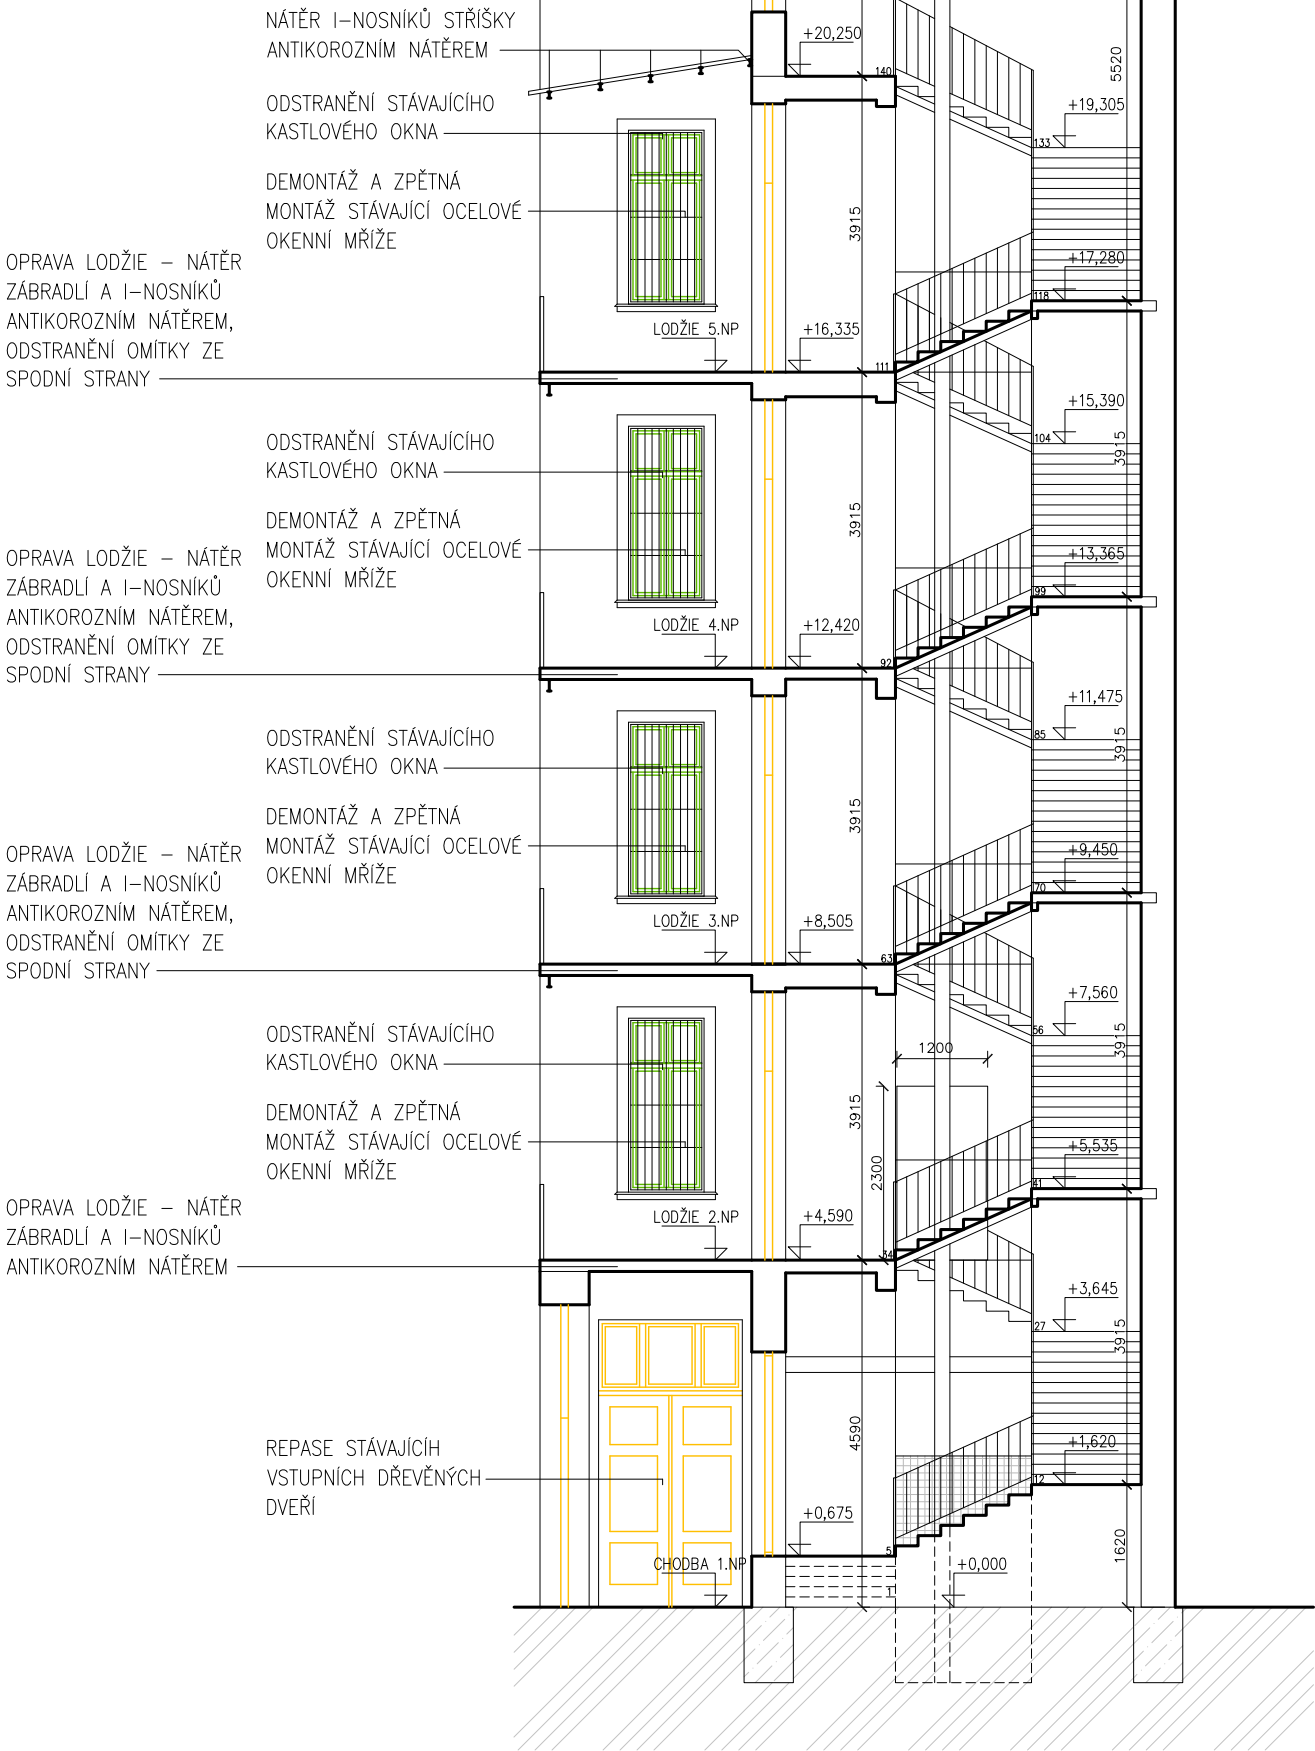 NÁTĚR I–NOSNÍKŮ STŘÍŠKY
ANTIKOROZNÍM NÁTĚREM
ODSTRANĚNÍ STÁVAJÍCÍHO
KASTLOVÉHO OKNA
DEMONTÁŽ A ZPĚTNÁ
MONTÁŽ STÁVAJÍCÍ OCELOVÉ
OKENNÍ MŘÍŽE
OPRAVA LODŽIE – NÁTĚR
ZÁBRADLÍ A I–NOSNÍKŮ
ANTIKOROZNÍM NÁTĚREM,
ODSTRANĚNÍ OMÍTKY ZE
SPODNÍ STRANY
ODSTRANĚNÍ STÁVAJÍCÍHO
KASTLOVÉHO OKNA
DEMONTÁŽ A ZPĚTNÁ
MONTÁŽ STÁVAJÍCÍ OCELOVÉ
OKENNÍ MŘÍŽE
OPRAVA LODŽIE – NÁTĚR
ZÁBRADLÍ A I–NOSNÍKŮ
ANTIKOROZNÍM NÁTĚREM,
ODSTRANĚNÍ OMÍTKY ZE
SPODNÍ STRANY
ODSTRANĚNÍ STÁVAJÍCÍHO
KASTLOVÉHO OKNA
DEMONTÁŽ A ZPĚTNÁ
MONTÁŽ STÁVAJÍCÍ OCELOVÉ
OKENNÍ MŘÍŽE
OPRAVA LODŽIE – NÁTĚR
ZÁBRADLÍ A I–NOSNÍKŮ
ANTIKOROZNÍM NÁTĚREM,
ODSTRANĚNÍ OMÍTKY ZE
SPODNÍ STRANY
ODSTRANĚNÍ STÁVAJÍCÍHO
KASTLOVÉHO OKNA
DEMONTÁŽ A ZPĚTNÁ
MONTÁŽ STÁVAJÍCÍ OCELOVÉ
OKENNÍ MŘÍŽE
OPRAVA LODŽIE – NÁTĚR
ZÁBRADLÍ A I–NOSNÍKŮ
ANTIKOROZNÍM NÁTĚREM
REPASE STÁVAJÍCÍH
VSTUPNÍCH DŘEVĚNÝCH
DVEŘÍ
+20,250
140
5520
+19,305
133
3915
+17,280
118
LODŽIE 5.NP
+16,335
111
+15,390
104
3915
3915
+13,365
99
LODŽIE 4.NP
+12,420
92
+11,475
85
3915
3915
+9,450
70
LODŽIE 3.NP
+8,505
63
+7,560
56
3915
1200
3915
2300
+5,535
41
LODŽIE 2.NP
+4,590
34
+3,645
27
3915
4590
+1,620
12
+0,675
5
1620
CHODBA 1.NP
1
+0,000